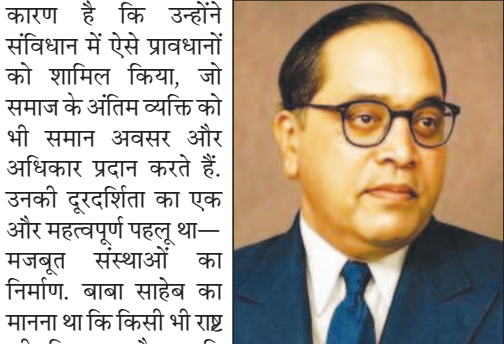 कारण है कि उन्होंने
संविधान में ऐसे प्रावधानों
को शामिल किया, जो
समाज के अंतिम व्यक्ति को
भी समान अवसर और
अधिकार प्रदान करते हैं.
उनकी दूरदर्शिता का एक
और महत्वपूर्ण पहलू था—
मजबूत संस्थाओं का
निर्माण. बाबा साहेब का
मानना था कि किसी भी राष्ट्र